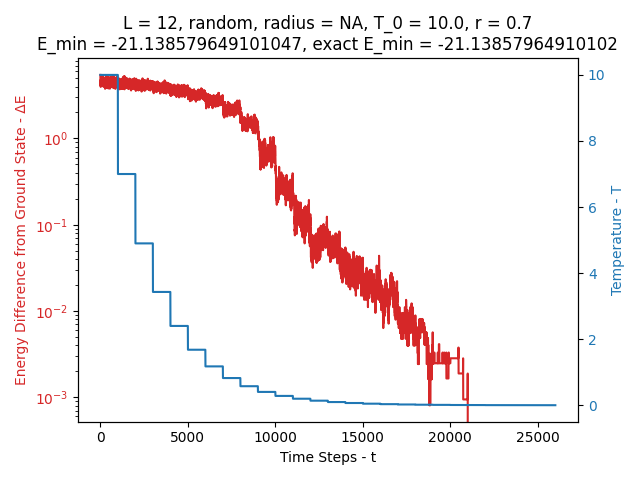 L = 12, random, radius = NA, T_0 = 10.0, r = 0.7
E_min = -21.138579649101047, exact E_min = -21.13857964910102
Energy Difference from Ground State - ΔE
10^0
10^-1
10^-2
10^-3
0 5000 10000 15000 20000 25000
Time Steps - t
10
8
6
4
2
0
Temperature - T